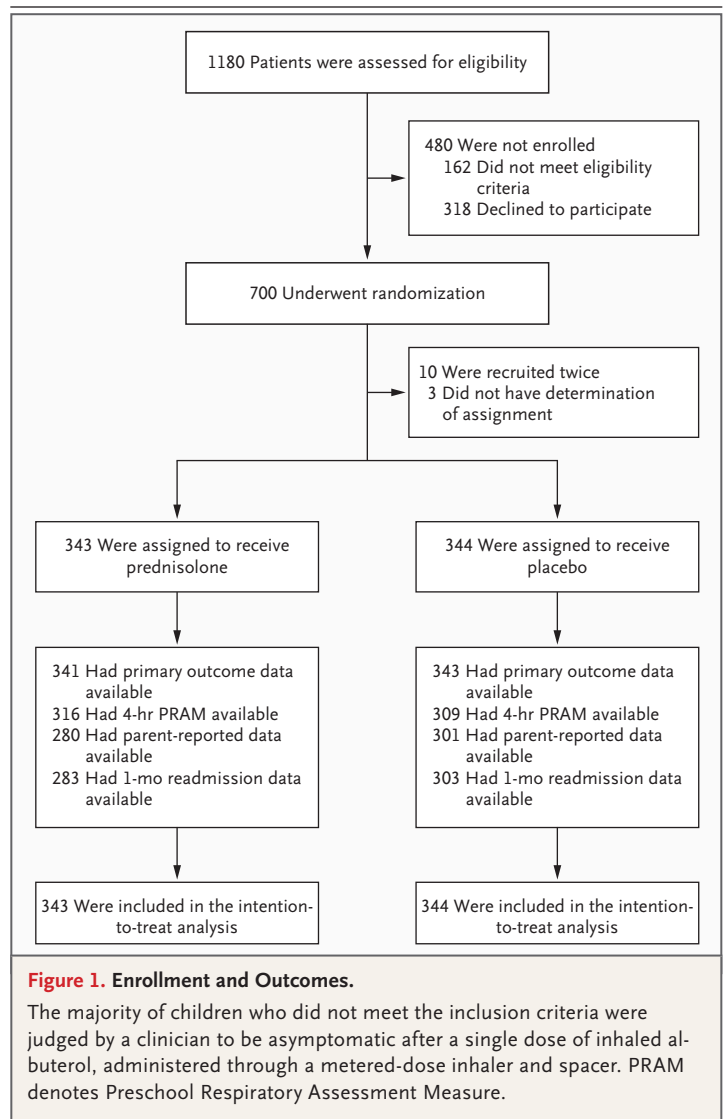 1180 Patients were assessed for eligibility
480 Were not enrolled
162 Did not meet eligibility
criteria
318 Declined to participate
700 Underwent randomization
10 Were recruited twice
3 Did not have determination
of assignment
343 Were assigned to receive
prednisolone
344 Were assigned to receive
placebo
341 Had primary outcome data
available
316 Had 4-hr PRAM available
280 Had parent-reported data
available
283 Had 1-mo readmission data
available
343 Had primary outcome data
available
309 Had 4-hr PRAM available
301 Had parent-reported data
available
303 Had 1-mo readmission data
available
343 Were included in the intention-
to-treat analysis
344 Were included in the intention-
to-treat analysis
Figure 1. Enrollment and Outcomes.
The majority of children who did not meet the inclusion criteria were
judged by a clinician to be asymptomatic after a single dose of inhaled al-
buterol, administered through a metered-dose inhaler and spacer. PRAM
denotes Preschool Respiratory Assessment Measure.